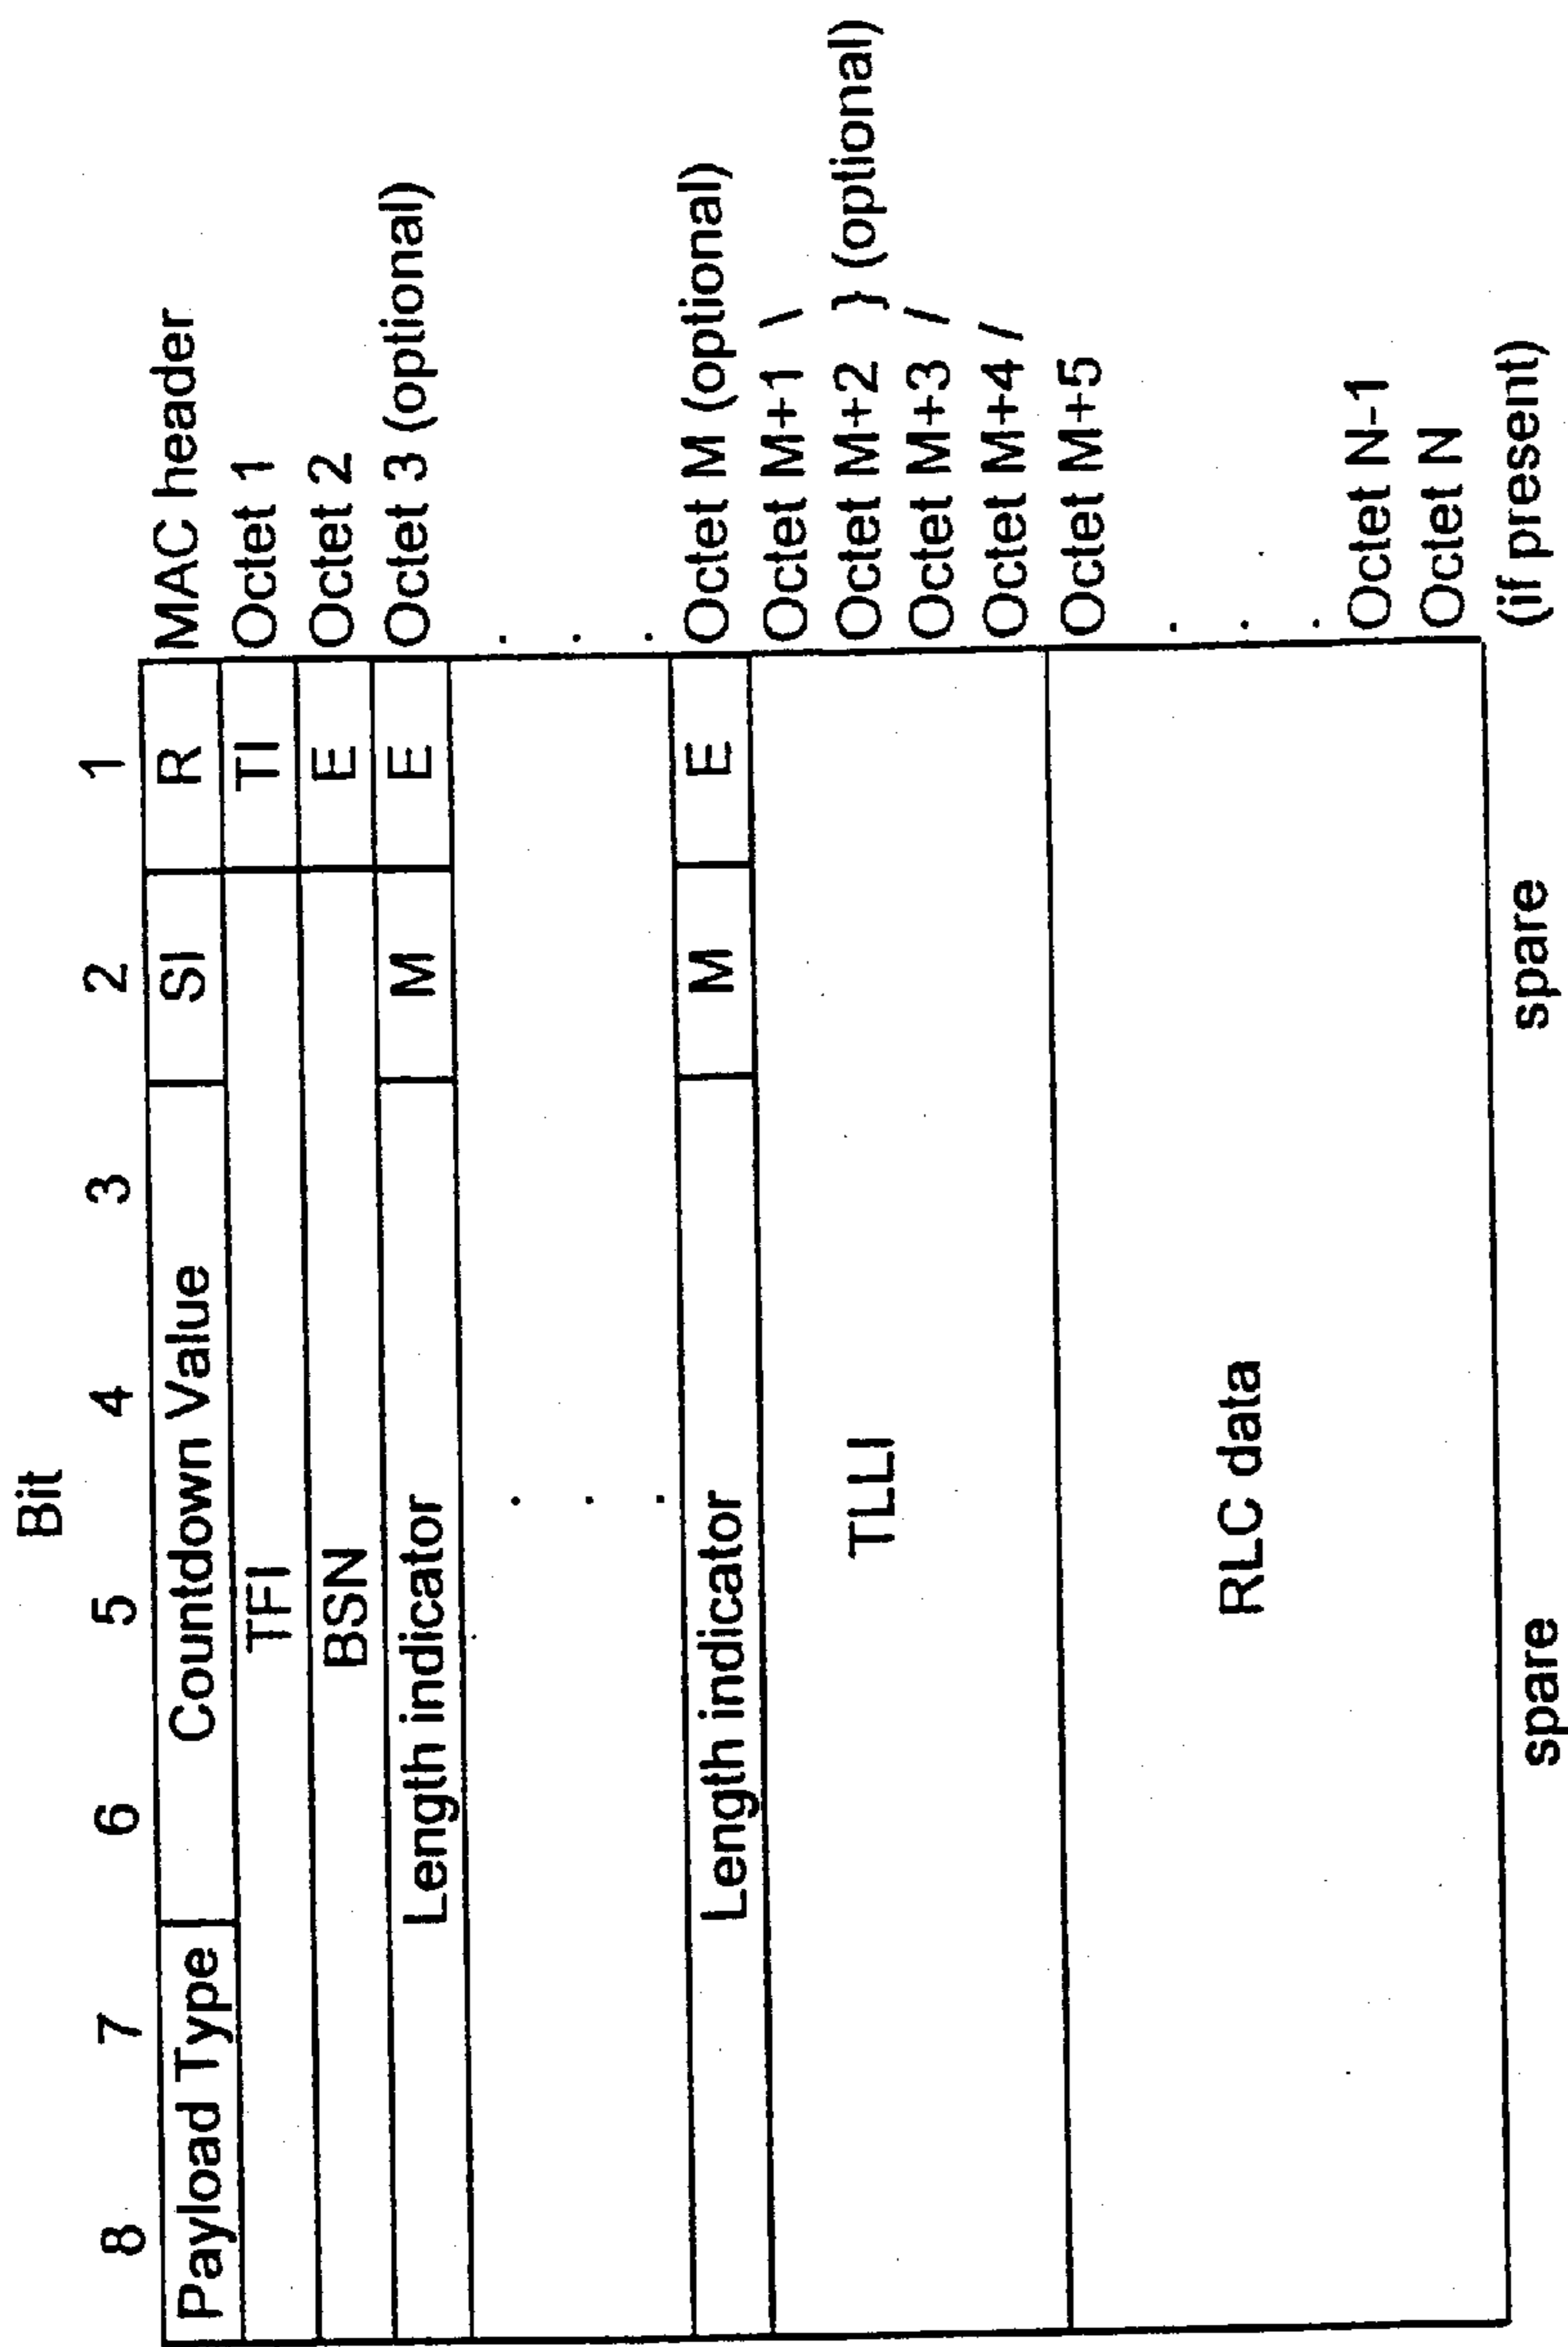 Bit
8 7 6 5 4 3 2 1
Payload Type Countdown Value SI R MAC header
TFI TI Octet 1
BSN E Octet 2
Length indicator M E Octet 3 (optional)
. . .
. . .
Length indicator M E Octet M (optional)
Octet M+1 \
TLLI Octet M+2 } (optional)
Octet M+3 /
Octet M+4 /
Octet M+5
RLC data
. . .
Octet N-1
Octet N
spare spare (if present)